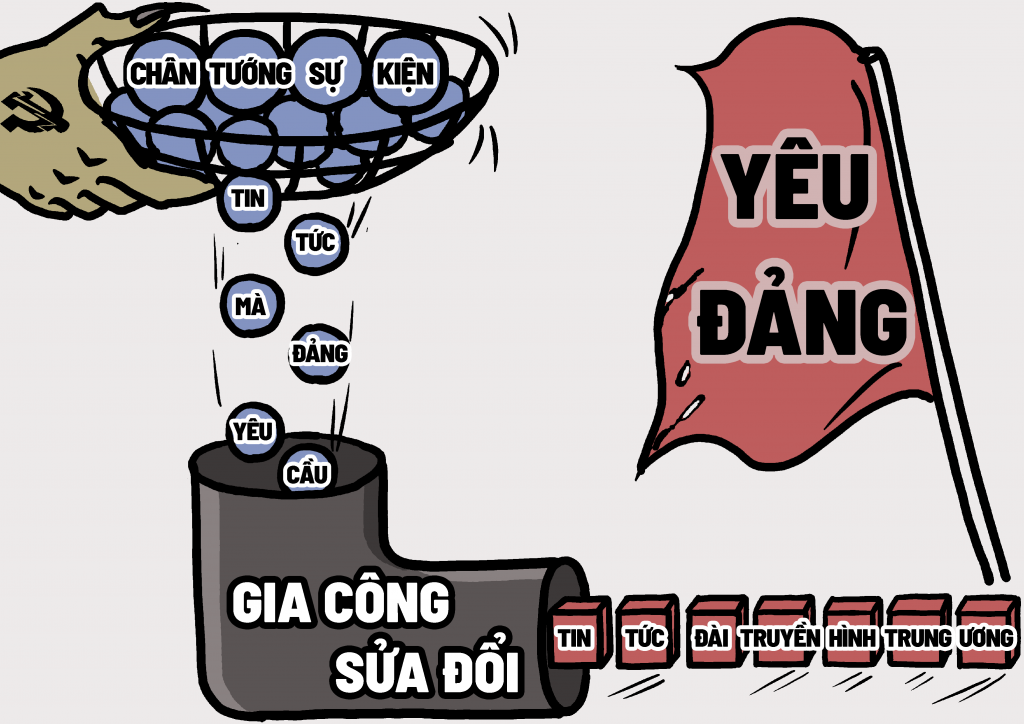 CHÂN TƯỚNG SỰ KIỆN
TIN
TỨC
MÀ
ĐẢNG
YÊU
CẦU
YÊU
ĐẢNG
GIA CÔNG
SỬA ĐỔI
TIN TỨC ĐÀI TRUYỀN HÌNH TRUNG ƯƠNG